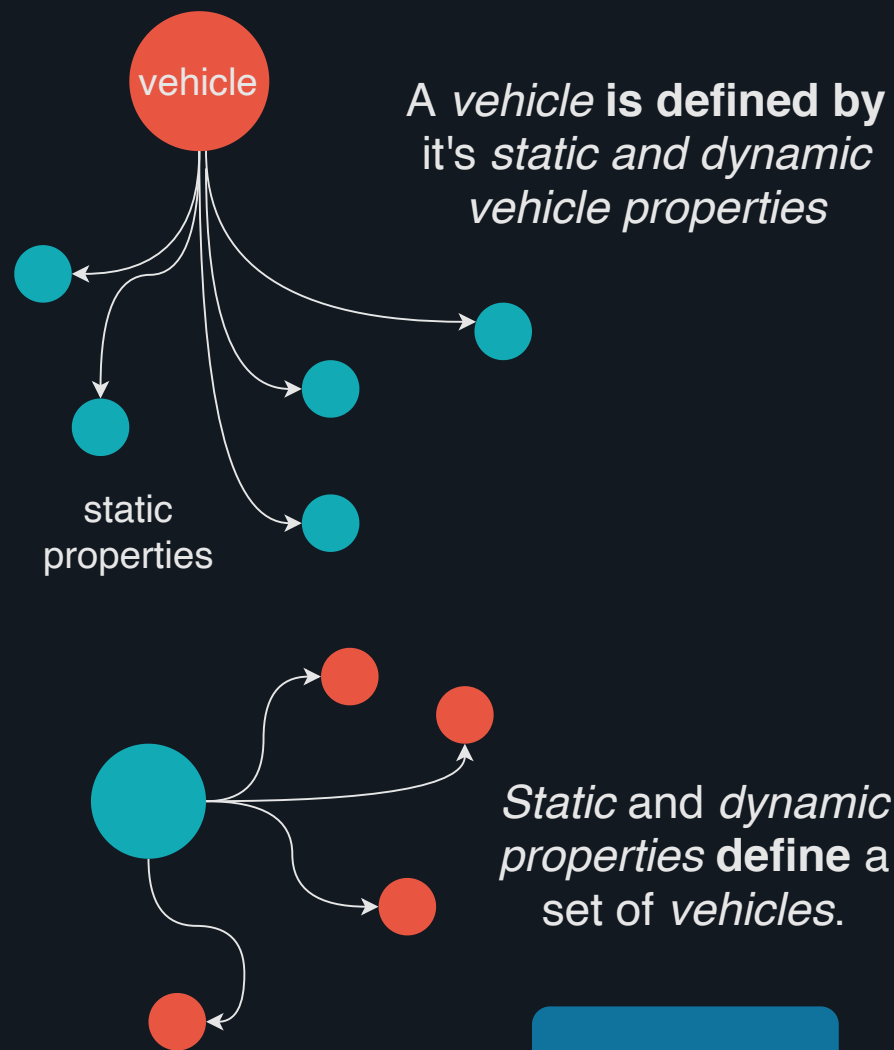 vehicle
A vehicle is defined by
it's static and dynamic
vehicle properties
static
properties
Static and dynamic
properties define a
set of vehicles.